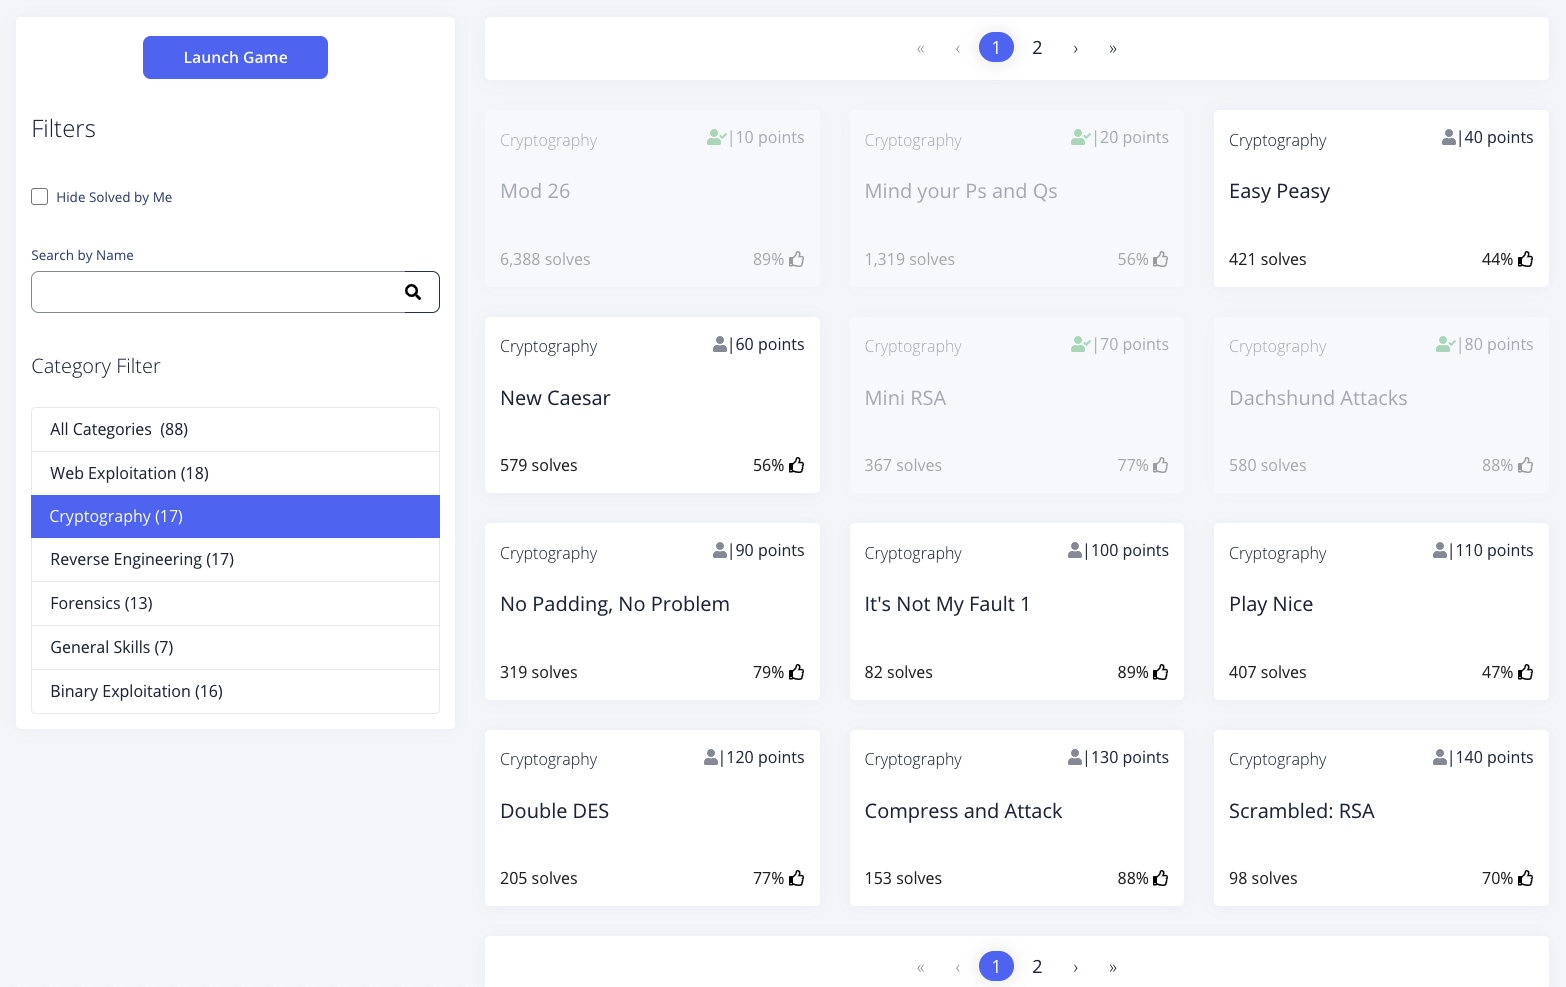 Launch Game
Filters
Hide Solved by Me
Search by Name
Category Filter
All Categories (88)
Web Exploitation (18)
Cryptography (17)
Reverse Engineering (17)
Forensics (13)
General Skills (7)
Binary Exploitation (16)
« ‹ 1 2 › »
Cryptography |10 points
Mod 26
6,388 solves 89%
Cryptography |20 points
Mind your Ps and Qs
1,319 solves 56%
Cryptography |40 points
Easy Peasy
421 solves 44%
Cryptography |60 points
New Caesar
579 solves 56%
Cryptography |70 points
Mini RSA
367 solves 77%
Cryptography |80 points
Dachshund Attacks
580 solves 88%
Cryptography |90 points
No Padding, No Problem
319 solves 79%
Cryptography |100 points
It's Not My Fault 1
82 solves 89%
Cryptography |110 points
Play Nice
407 solves 47%
Cryptography |120 points
Double DES
205 solves 77%
Cryptography |130 points
Compress and Attack
153 solves 88%
Cryptography |140 points
Scrambled: RSA
98 solves 70%
« ‹ 1 2 › »